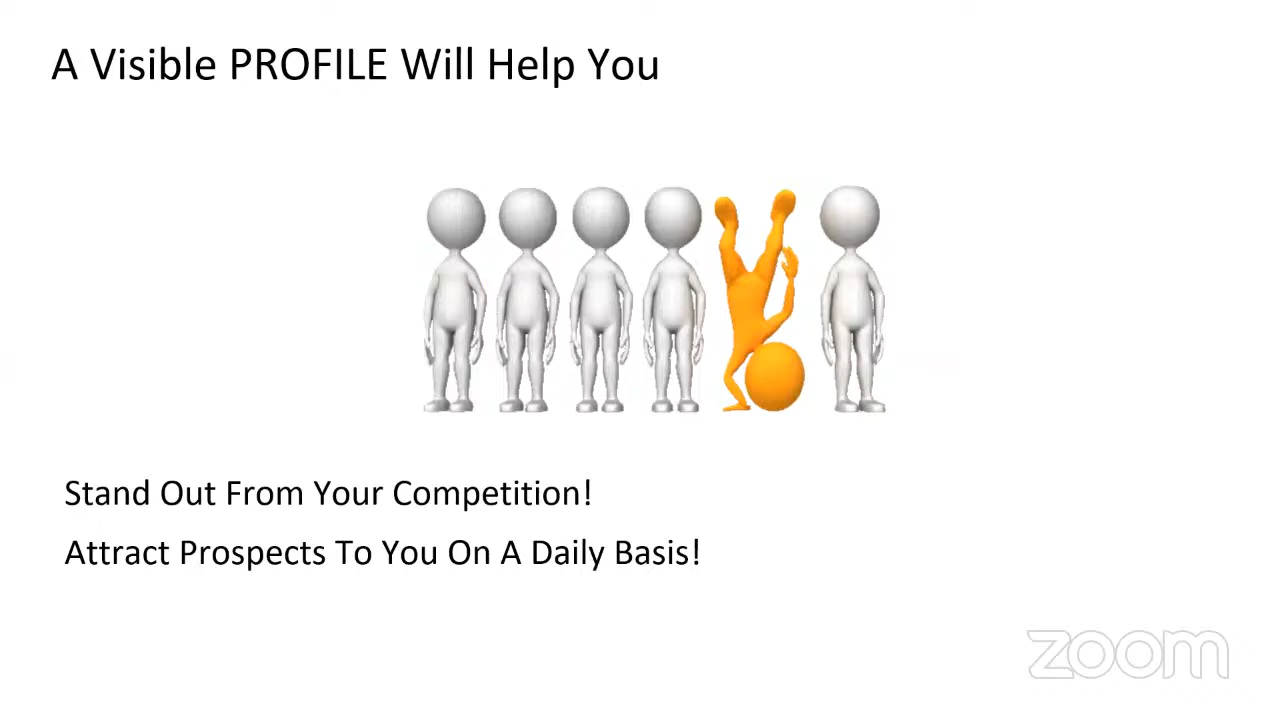 A Visible PROFILE Will Help You
Stand Out From Your Competition!
Attract Prospects To You On A Daily Basis!
zoom